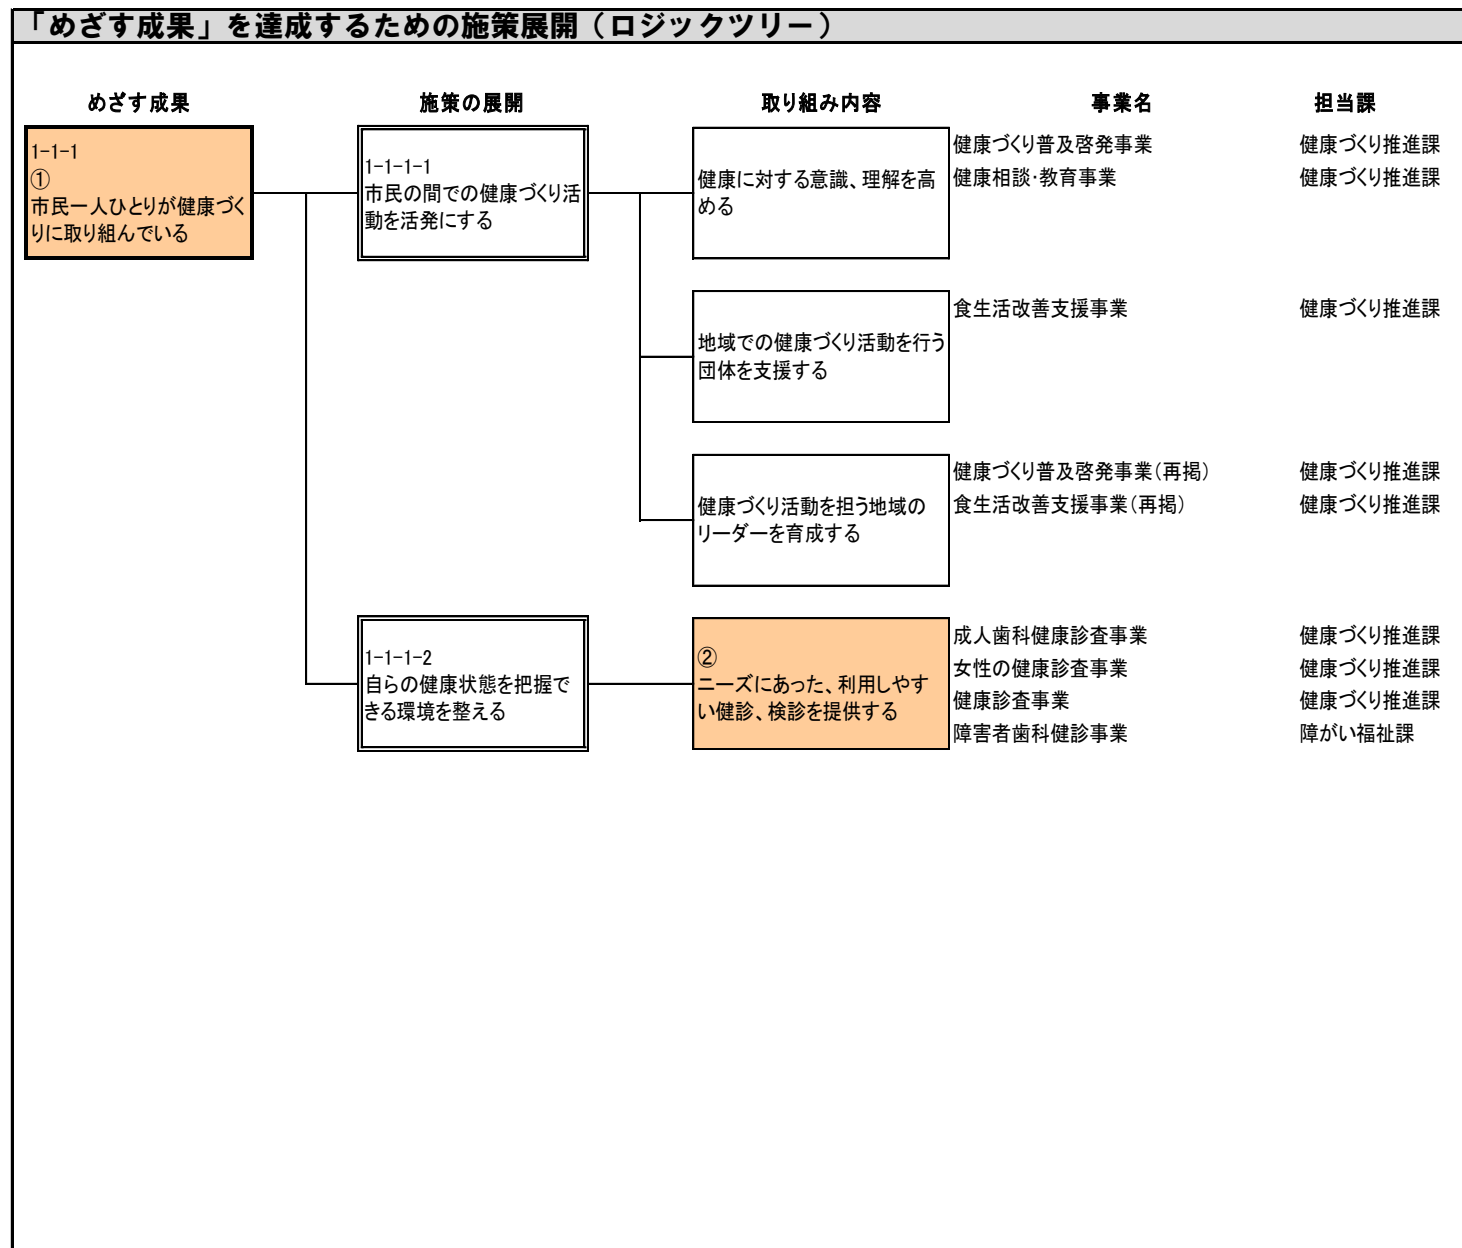 「めざす成果」を達成するための施策展開（ロジックツリー）
めざす成果 施策の展開 取り組み内容 事業名 担当課
1-1-1
①
市民一人ひとりが健康づく
りに取り組んでいる
1-1-1-1
市民の間での健康づくり活
動を活発にする
健康に対する意識、理解を高
める
健康づくり普及啓発事業 健康づくり推進課
健康相談・教育事業 健康づくり推進課
地域での健康づくり活動を行う
団体を支援する
食生活改善支援事業 健康づくり推進課
健康づくり活動を担う地域の
リーダーを育成する
健康づくり普及啓発事業（再掲） 健康づくり推進課
食生活改善支援事業（再掲） 健康づくり推進課
1-1-1-2
自らの健康状態を把握で
きる環境を整える
②
ニーズにあった、利用しやす
い健診、検診を提供する
成人歯科健康診査事業 健康づくり推進課
女性の健康診査事業 健康づくり推進課
健康診査事業 健康づくり推進課
障害者歯科健診事業 障がい福祉課